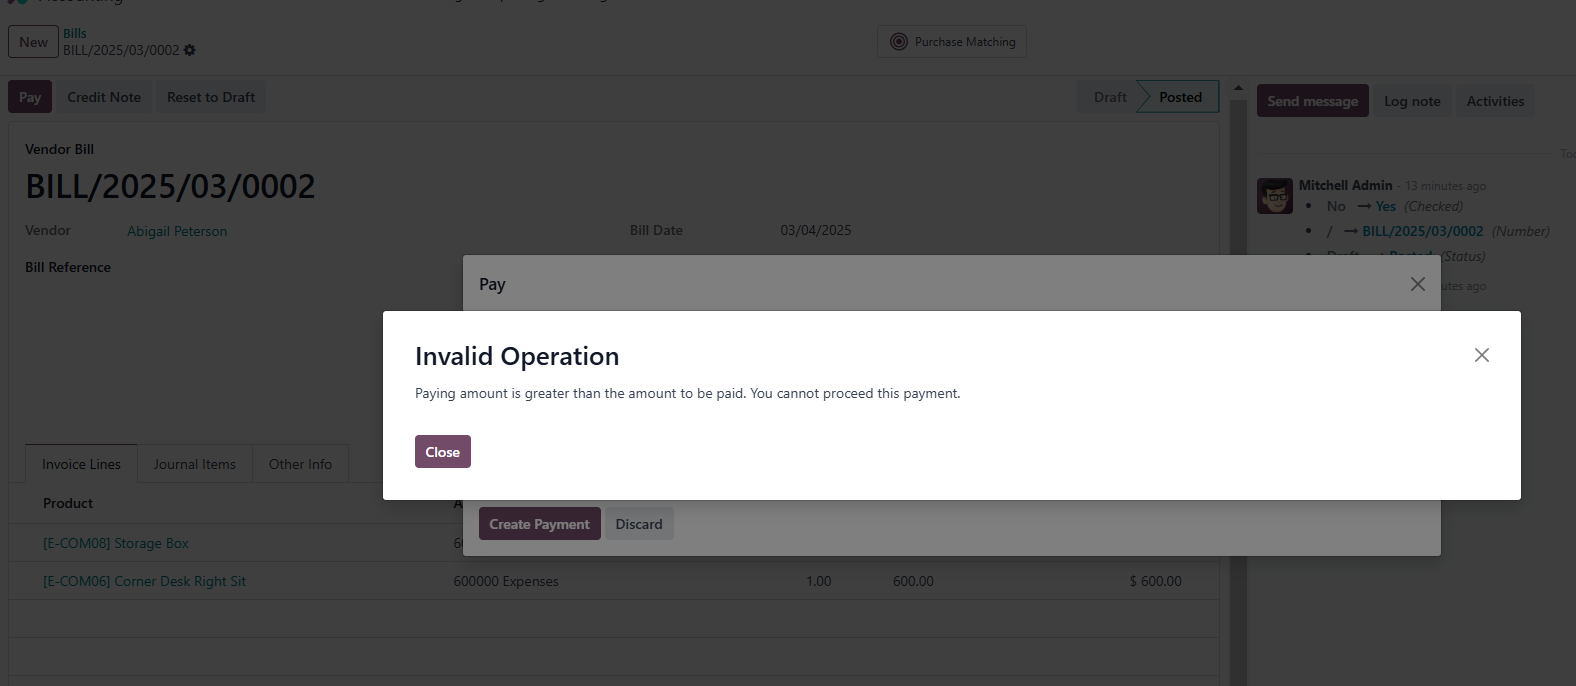 New
Bills
BILL/2025/03/0002
Purchase Matching
Pay
Credit Note
Reset to Draft
Draft
Posted
Send message
Log note
Activities
Vendor Bill
BILL/2025/03/0002
Vendor
Abigail Peterson
Bill Date
03/04/2025
Bill Reference
Mitchell Admin - 13 minutes ago
• No → Yes (Checked)
• / → BILL/2025/03/0002 (Number)
(Status)
Pay
Invalid Operation
Paying amount is greater than the amount to be paid. You cannot proceed this payment.
Close
Invoice Lines
Journal Items
Other Info
Product
Create Payment
Discard
[E-COM08] Storage Box
[E-COM06] Corner Desk Right Sit
600000 Expenses
1.00
600.00
$ 600.00